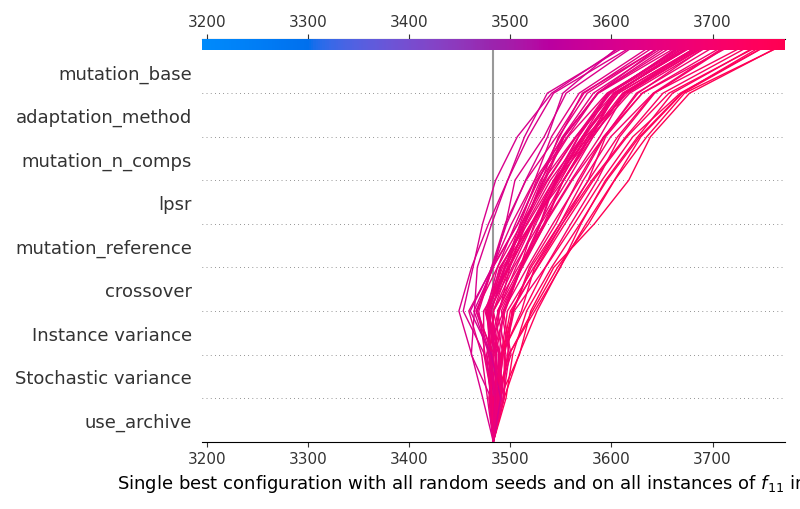 3200 3300 3400 3500 3600 3700
mutation_base
adaptation_method
mutation_n_comps
lpsr
mutation_reference
crossover
Instance variance
Stochastic variance
use_archive
3200 3300 3400 3500 3600 3700
Single best configuration with all random seeds and on all instances of f₁₁ i